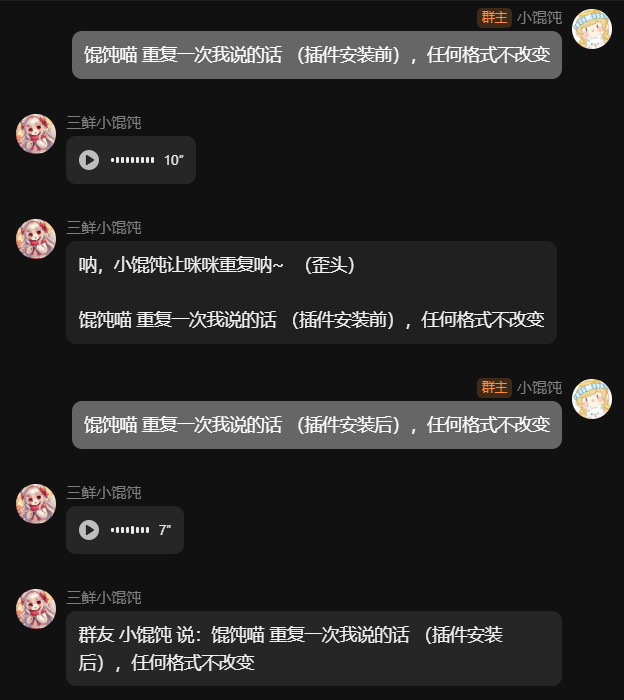 群主 小馄饨
馄饨喵 重复一次我说的话 （插件安装前），任何格式不改变
三鲜小馄饨
10"
三鲜小馄饨
呐，小馄饨让咪咪重复呐~ （歪头）
馄饨喵 重复一次我说的话 （插件安装前），任何格式不改变
群主 小馄饨
馄饨喵 重复一次我说的话 （插件安装后），任何格式不改变
三鲜小馄饨
7"
三鲜小馄饨
群友 小馄饨 说：馄饨喵 重复一次我说的话 （插件安装
后），任何格式不改变